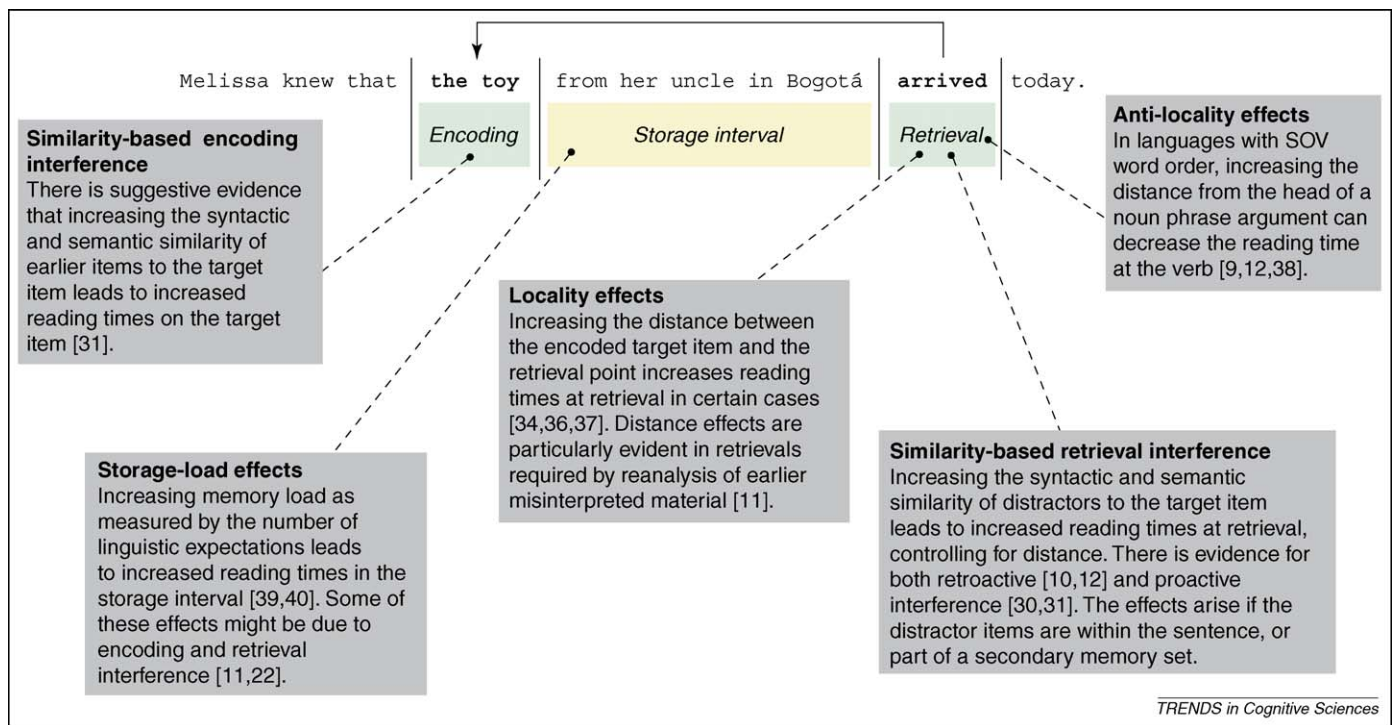 Melissa knew that the toy from her uncle in Bogotá arrived today.
Encoding Storage interval Retrieval
Similarity-based encoding
interference
There is suggestive evidence
that increasing the syntactic
and semantic similarity of
earlier items to the target
item leads to increased
reading times on the target
item [31].
Storage-load effects
Increasing memory load as
measured by the number of
linguistic expectations leads
to increased reading times in the
storage interval [39,40]. Some of
these effects might be due to
encoding and retrieval
interference [11,22].
Locality effects
Increasing the distance between
the encoded target item and the
retrieval point increases reading
times at retrieval in certain cases
[34,36,37]. Distance effects are
particularly evident in retrievals
required by reanalysis of earlier
misinterpreted material [11].
Anti-locality effects
In languages with SOV
word order, increasing the
distance from the head of a
noun phrase argument can
decrease the reading time
at the verb [9,12,38].
Similarity-based retrieval interference
Increasing the syntactic and semantic
similarity of distractors to the target item
leads to increased reading times at retrieval,
controlling for distance. There is evidence for
both retroactive [10,12] and proactive
interference [30,31]. The effects arise if the
distractor items are within the sentence, or
part of a secondary memory set.
TRENDS in Cognitive Sciences